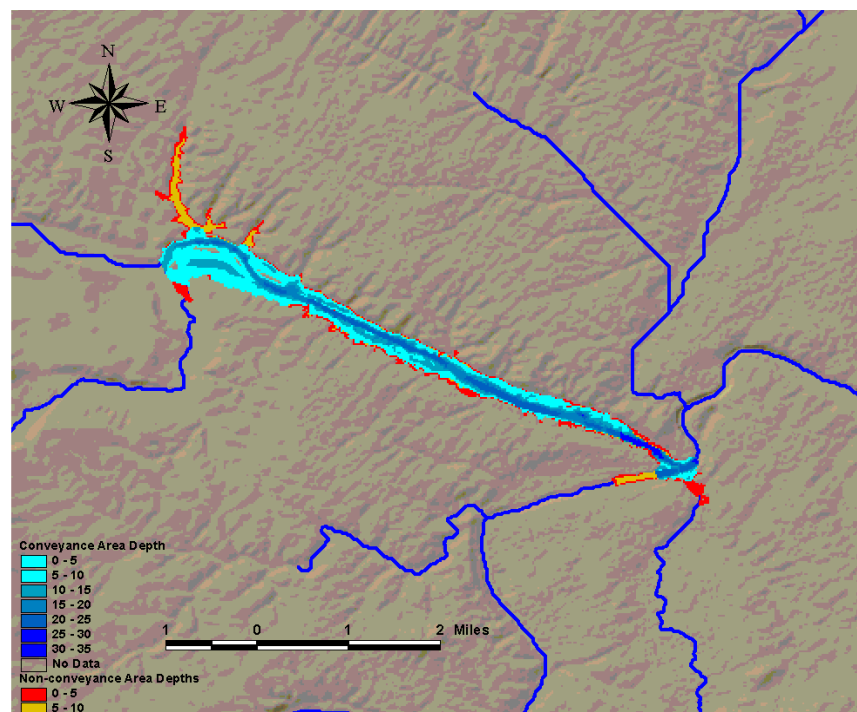 N
W E
S
Conveyance Area Depth
0 - 5
5 - 10
10 - 15
15 - 20
20 - 25
25 - 30
30 - 35
No Data
Non-conveyance Area Depths
0 - 5
5 - 10
1 0 1 2 Miles